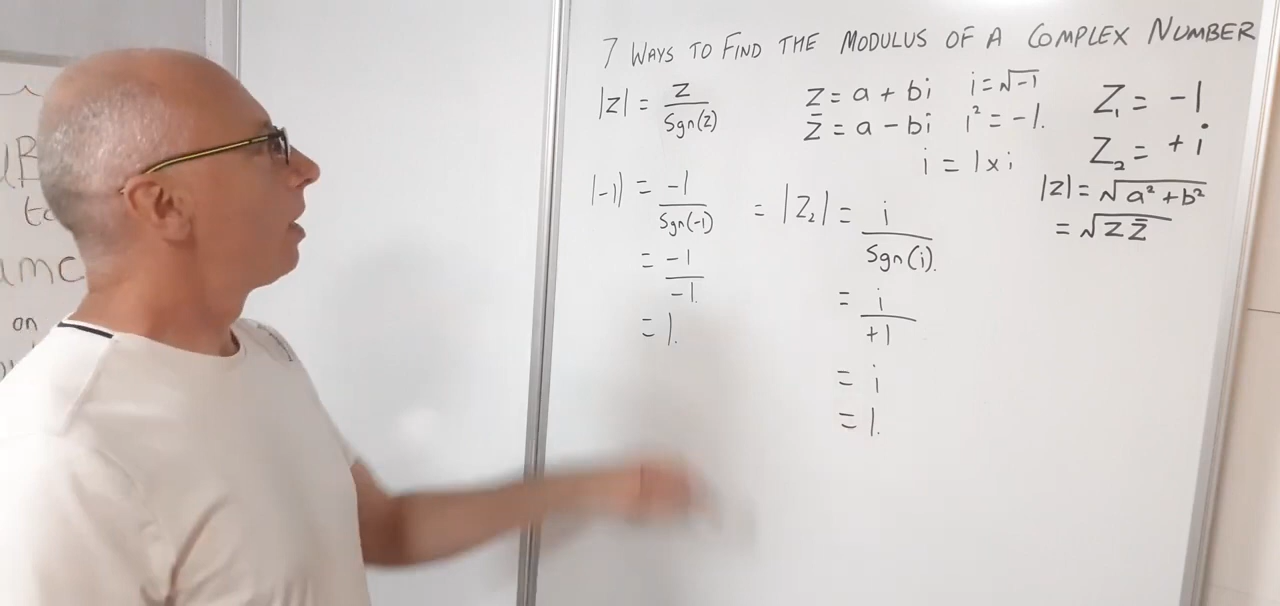 7 WAYS TO FIND THE MODULUS OF A COMPLEX NUMBER
|z| = z / Sgn(z)
z = a + bi i = √-1
z̄ = a - bi i² = -1.
i = 1 x i
Z₁ = -1
Z₂ = + i
|z| = √a² + b²
= √z z̄
|-1| = -1 / Sgn(-1)
= -1 / -1.
= 1.
= |Z₂| = i / Sgn(i).
= i / +1
= i
= 1.
on